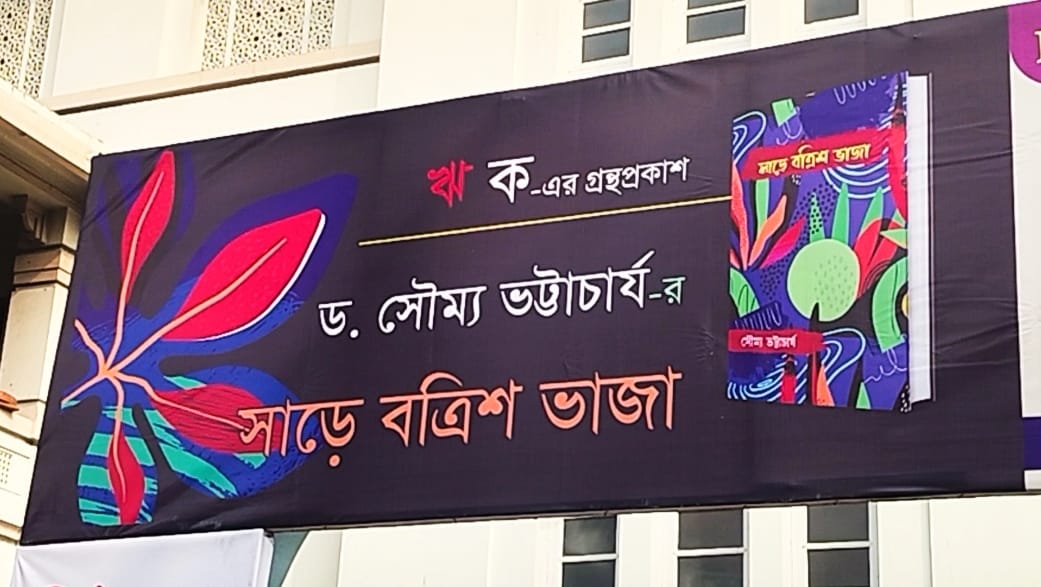 ঋ ক-এর গ্রন্থপ্রকাশ
ড. সৌম্য ভট্টাচার্য-র
সাড়ে বত্রিশ ভাজা
সাড়ে বত্রিশ ভাজা
সৌম্য ভট্টাচার্য